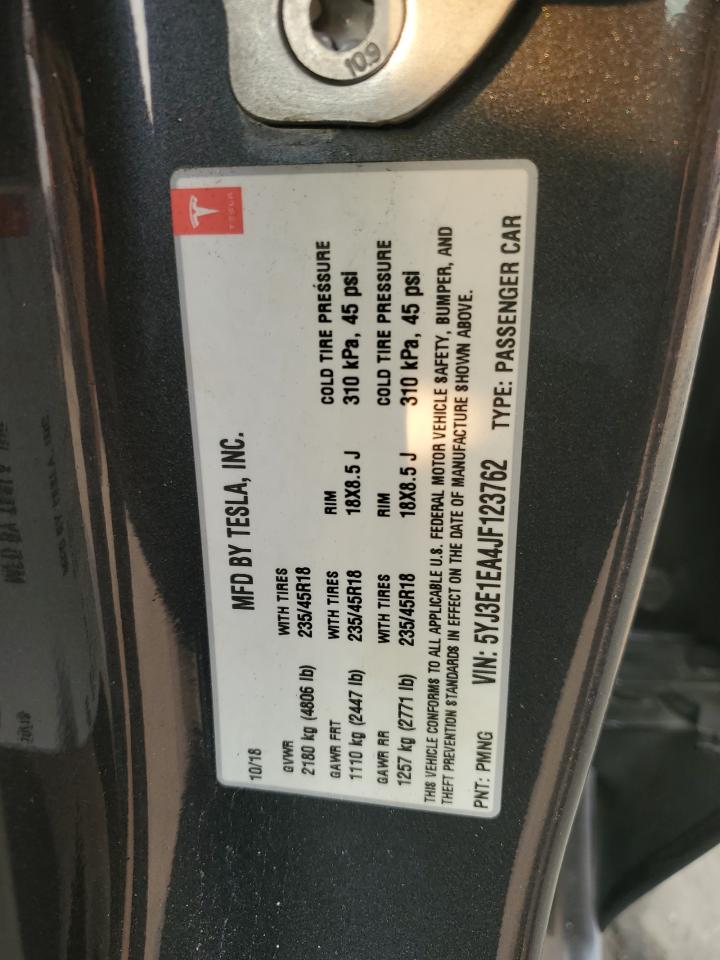 10.9
TESLA
MFD BY TESLA, INC.
10/18
GVWR WITH TIRES
2180 kg (4806 lb) 235/45R18
GAWR FRT WITH TIRES RIM COLD TIRE PRESSURE
1110 kg (2447 lb) 235/45R18 18X8.5 J 310 kPa, 45 psi
GAWR RR WITH TIRES RIM COLD TIRE PRESSURE
1257 kg (2771 lb) 235/45R18 18X8.5 J 310 kPa, 45 psi
THIS VEHICLE CONFORMS TO ALL APPLICABLE U.S. FEDERAL MOTOR VEHICLE SAFETY, BUMPER, AND
THEFT PREVENTION STANDARDS IN EFFECT ON THE DATE OF MANUFACTURE SHOWN ABOVE.
PNT: PMNG VIN: 5YJ3E1EA4JF123762 TYPE: PASSENGER CAR